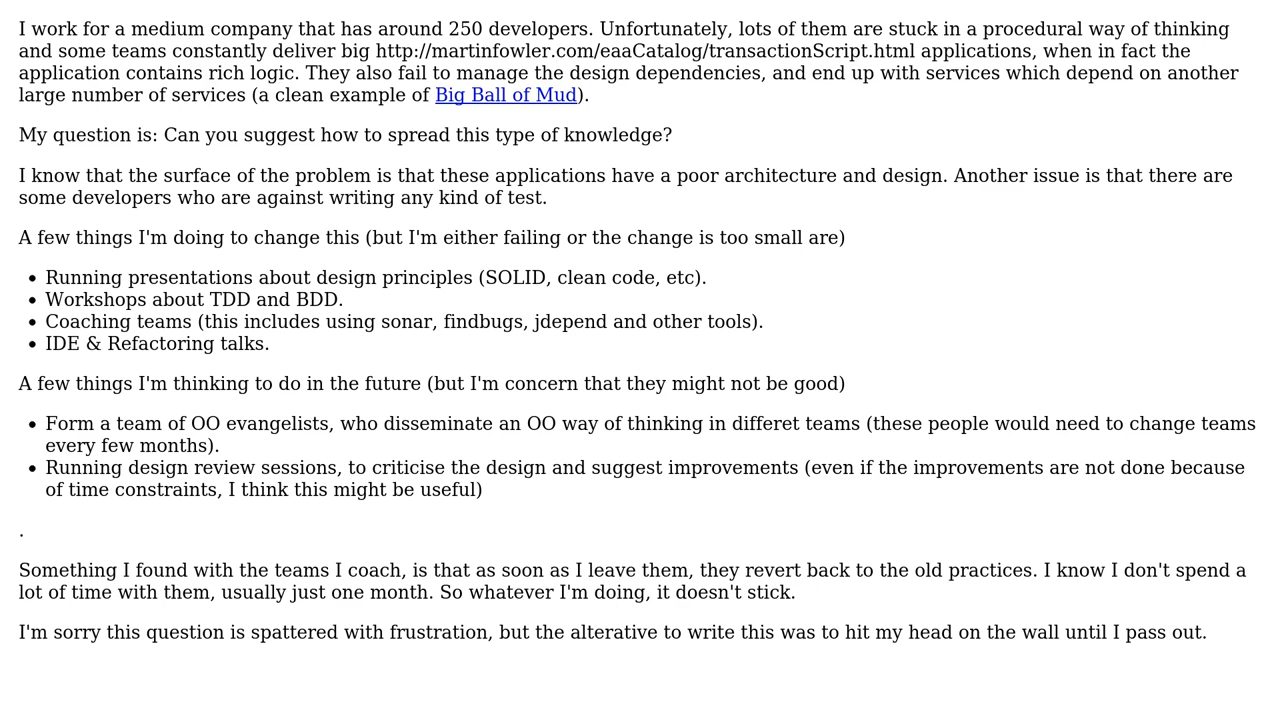 I work for a medium company that has around 250 developers. Unfortunately, lots of them are stuck in a procedural way of thinking
and some teams constantly deliver big http://martinfowler.com/eaaCatalog/transactionScript.html applications, when in fact the
application contains rich logic. They also fail to manage the design dependencies, and end up with services which depend on another
large number of services (a clean example of Big Ball of Mud).
My question is: Can you suggest how to spread this type of knowledge?
I know that the surface of the problem is that these applications have a poor architecture and design. Another issue is that there are
some developers who are against writing any kind of test.
A few things I'm doing to change this (but I'm either failing or the change is too small are)
• Running presentations about design principles (SOLID, clean code, etc).
• Workshops about TDD and BDD.
• Coaching teams (this includes using sonar, findbugs, jdepend and other tools).
• IDE & Refactoring talks.
A few things I'm thinking to do in the future (but I'm concern that they might not be good)
• Form a team of OO evangelists, who disseminate an OO way of thinking in differet teams (these people would need to change teams
every few months).
• Running design review sessions, to criticise the design and suggest improvements (even if the improvements are not done because
of time constraints, I think this might be useful)
.
Something I found with the teams I coach, is that as soon as I leave them, they revert back to the old practices. I know I don't spend a
lot of time with them, usually just one month. So whatever I'm doing, it doesn't stick.
I'm sorry this question is spattered with frustration, but the alterative to write this was to hit my head on the wall until I pass out.